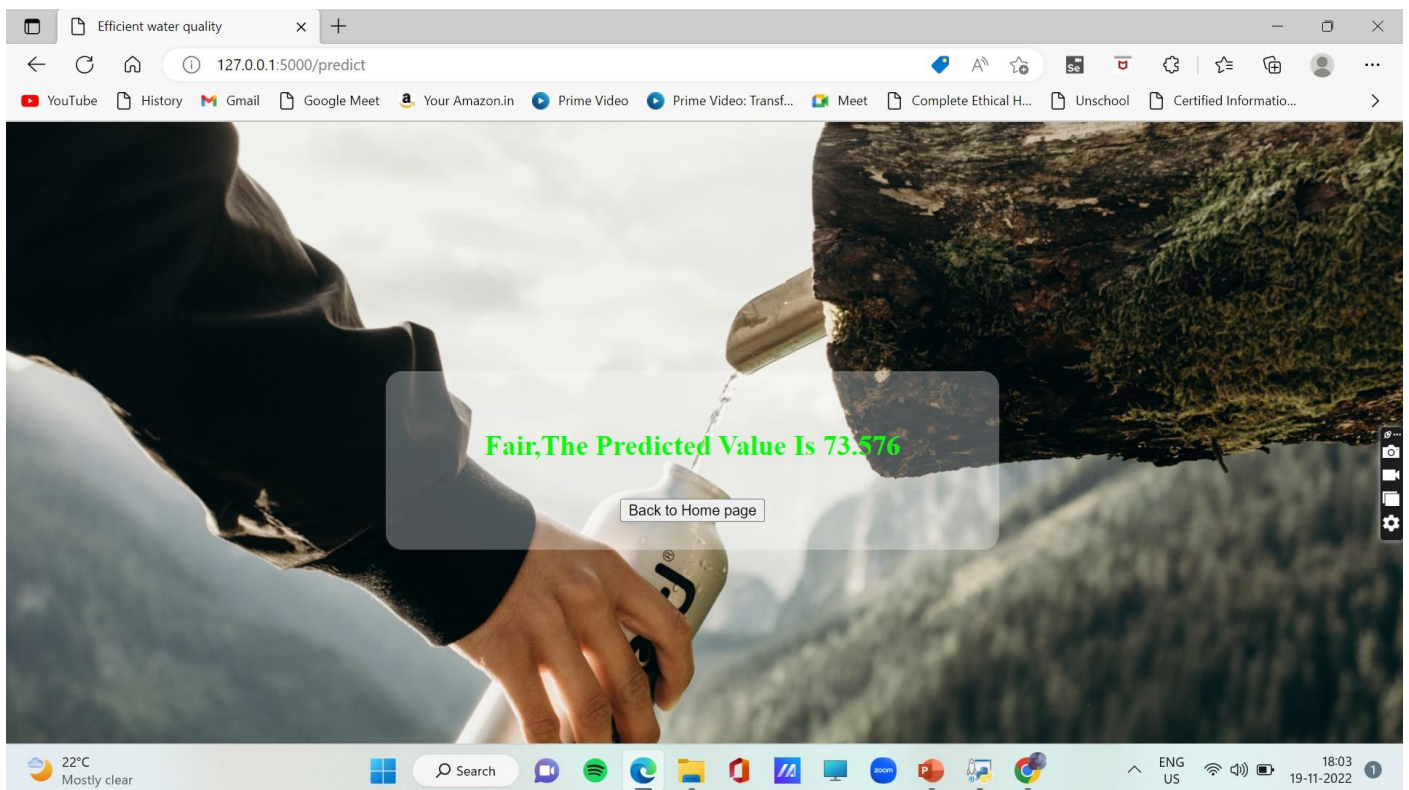 Efficient water quality
127.0.0.1:5000/predict
YouTube History Gmail Google Meet Your Amazon.in Prime Video Prime Video: Transf... Meet Complete Ethical H... Unschool Certified Informatio...
Fair,The Predicted Value Is 73.576
Back to Home page
22°C
Mostly clear
Search
zoom
ENG
US
18:03
19-11-2022
1